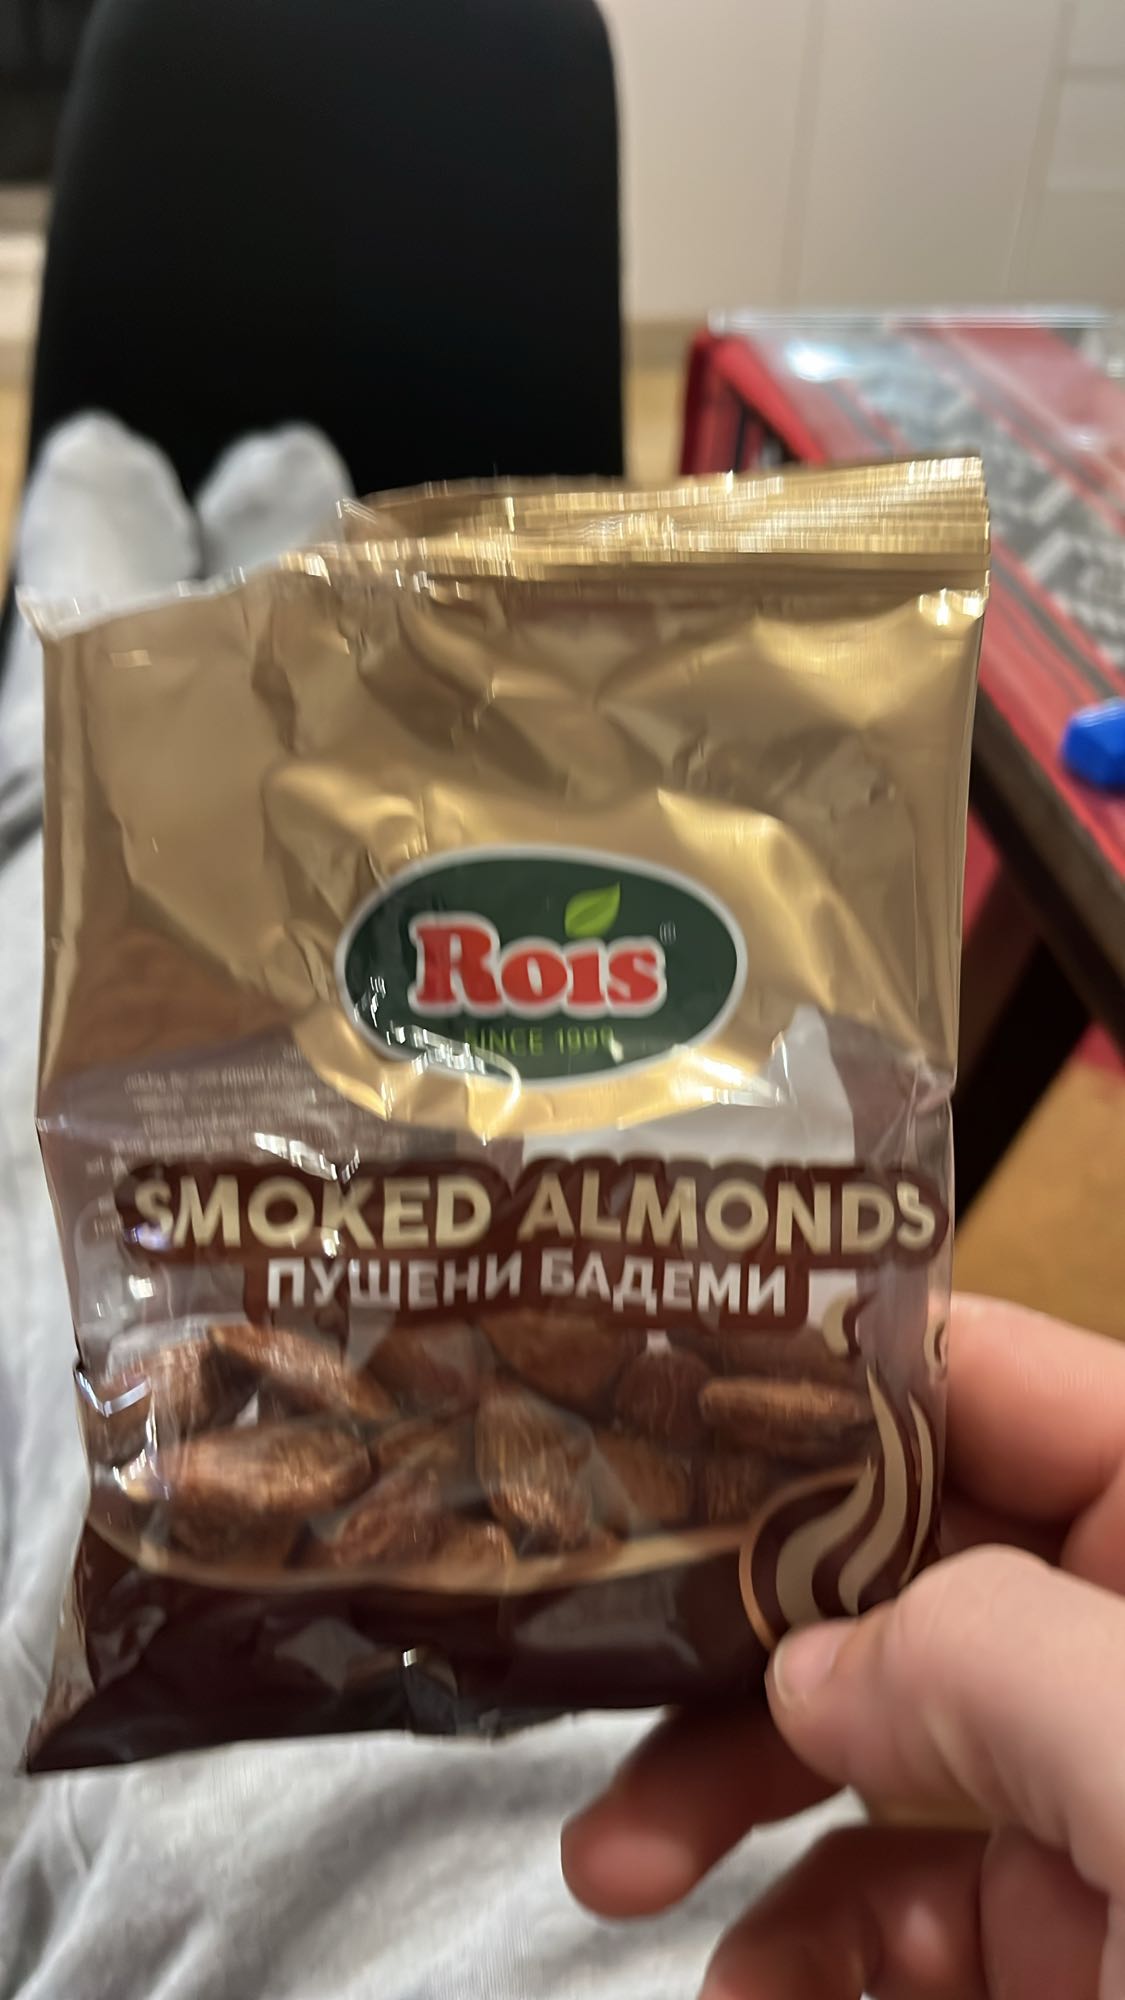 Rois®
SINCE 1999
SMOKED ALMONDS
ПУШЕНИ БАДЕМИ